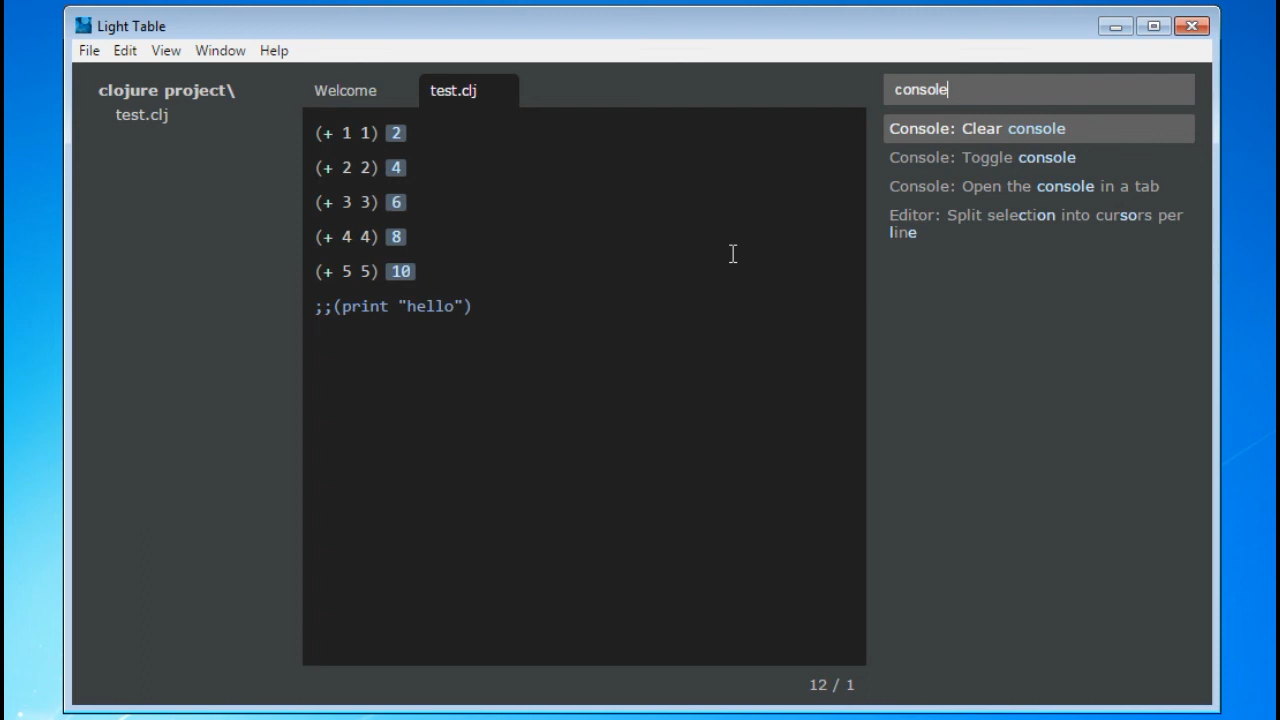 Light Table
File Edit View Window Help
clojure project\
test.clj
Welcome test.clj
(+ 1 1) 2
(+ 2 2) 4
(+ 3 3) 6
(+ 4 4) 8
(+ 5 5) 10
;;(print "hello")
12 / 1
console
Console: Clear console
Console: Toggle console
Console: Open the console in a tab
Editor: Split selection into cursors per
line